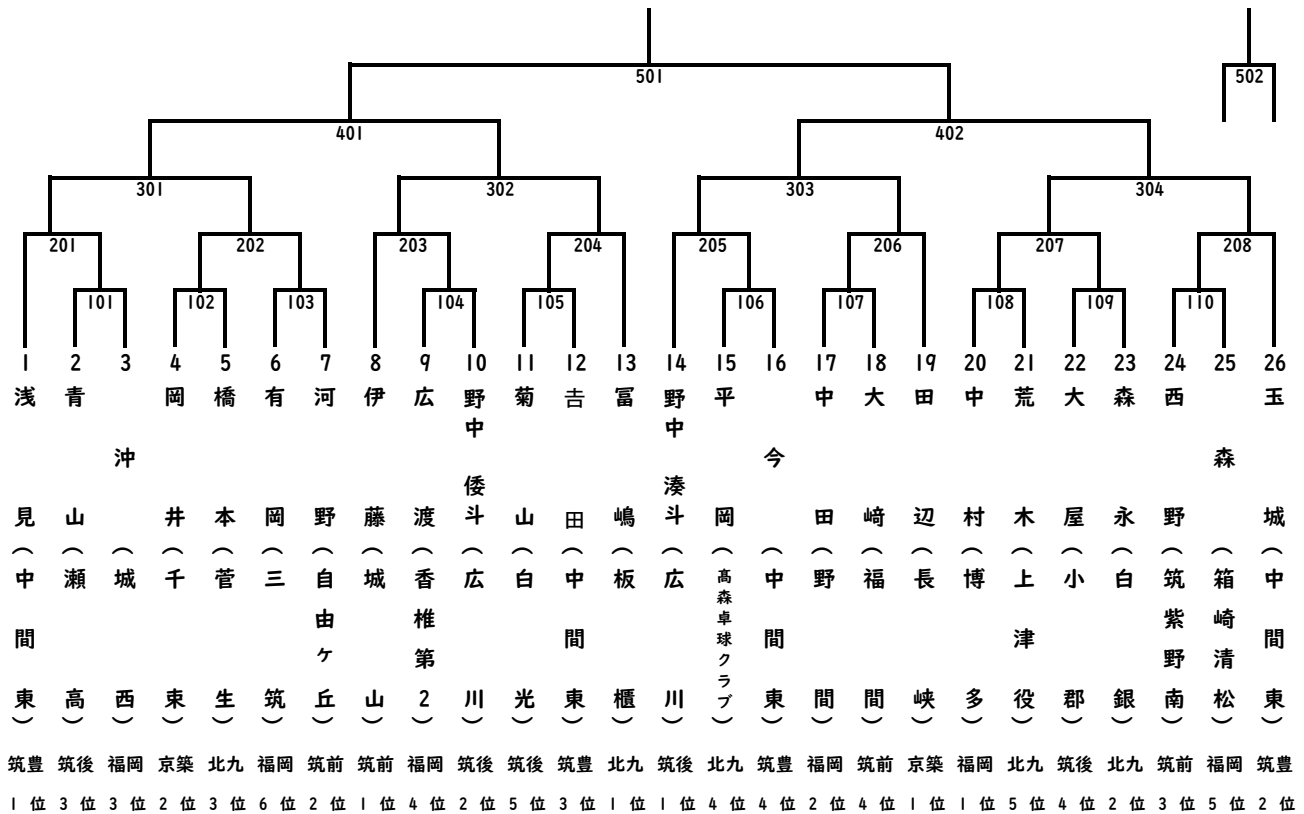 501
502
401
402
301
302
303
304
201
202
203
204
205
206
207
208
101
102
103
104
105
106
107
108
109
110
1 浅見(中間東) 筑豊1位
2 青山(瀬高) 筑後3位
3 沖(城西) 福岡3位
4 岡井(千束) 京築2位
5 橋本(菅生) 北九3位
6 有岡(三筑) 福岡6位
7 河野(自由ケ丘) 筑前2位
8 伊藤(城山) 筑前1位
9 広渡(香椎第2) 福岡4位
10 野中倭斗(広川) 筑後2位
11 菊山(白光) 筑後5位
12 𠮷田(中間東) 筑豊3位
13 冨嶋(板櫃) 北九1位
14 野中湊斗(広川) 筑後1位
15 平岡(高森卓球クラブ) 北九4位
16 今(中間東) 筑豊4位
17 中田(野間) 福岡2位
18 大﨑(福間) 筑前4位
19 田辺(長峡) 京築1位
20 中村(博多) 福岡1位
21 荒木(上津役) 北九5位
22 大屋(小郡) 筑後4位
23 森永(白銀) 北九2位
24 西野(筑紫野南) 筑前3位
25 森(箱崎清松) 福岡5位
26 玉城(中間東) 筑豊2位